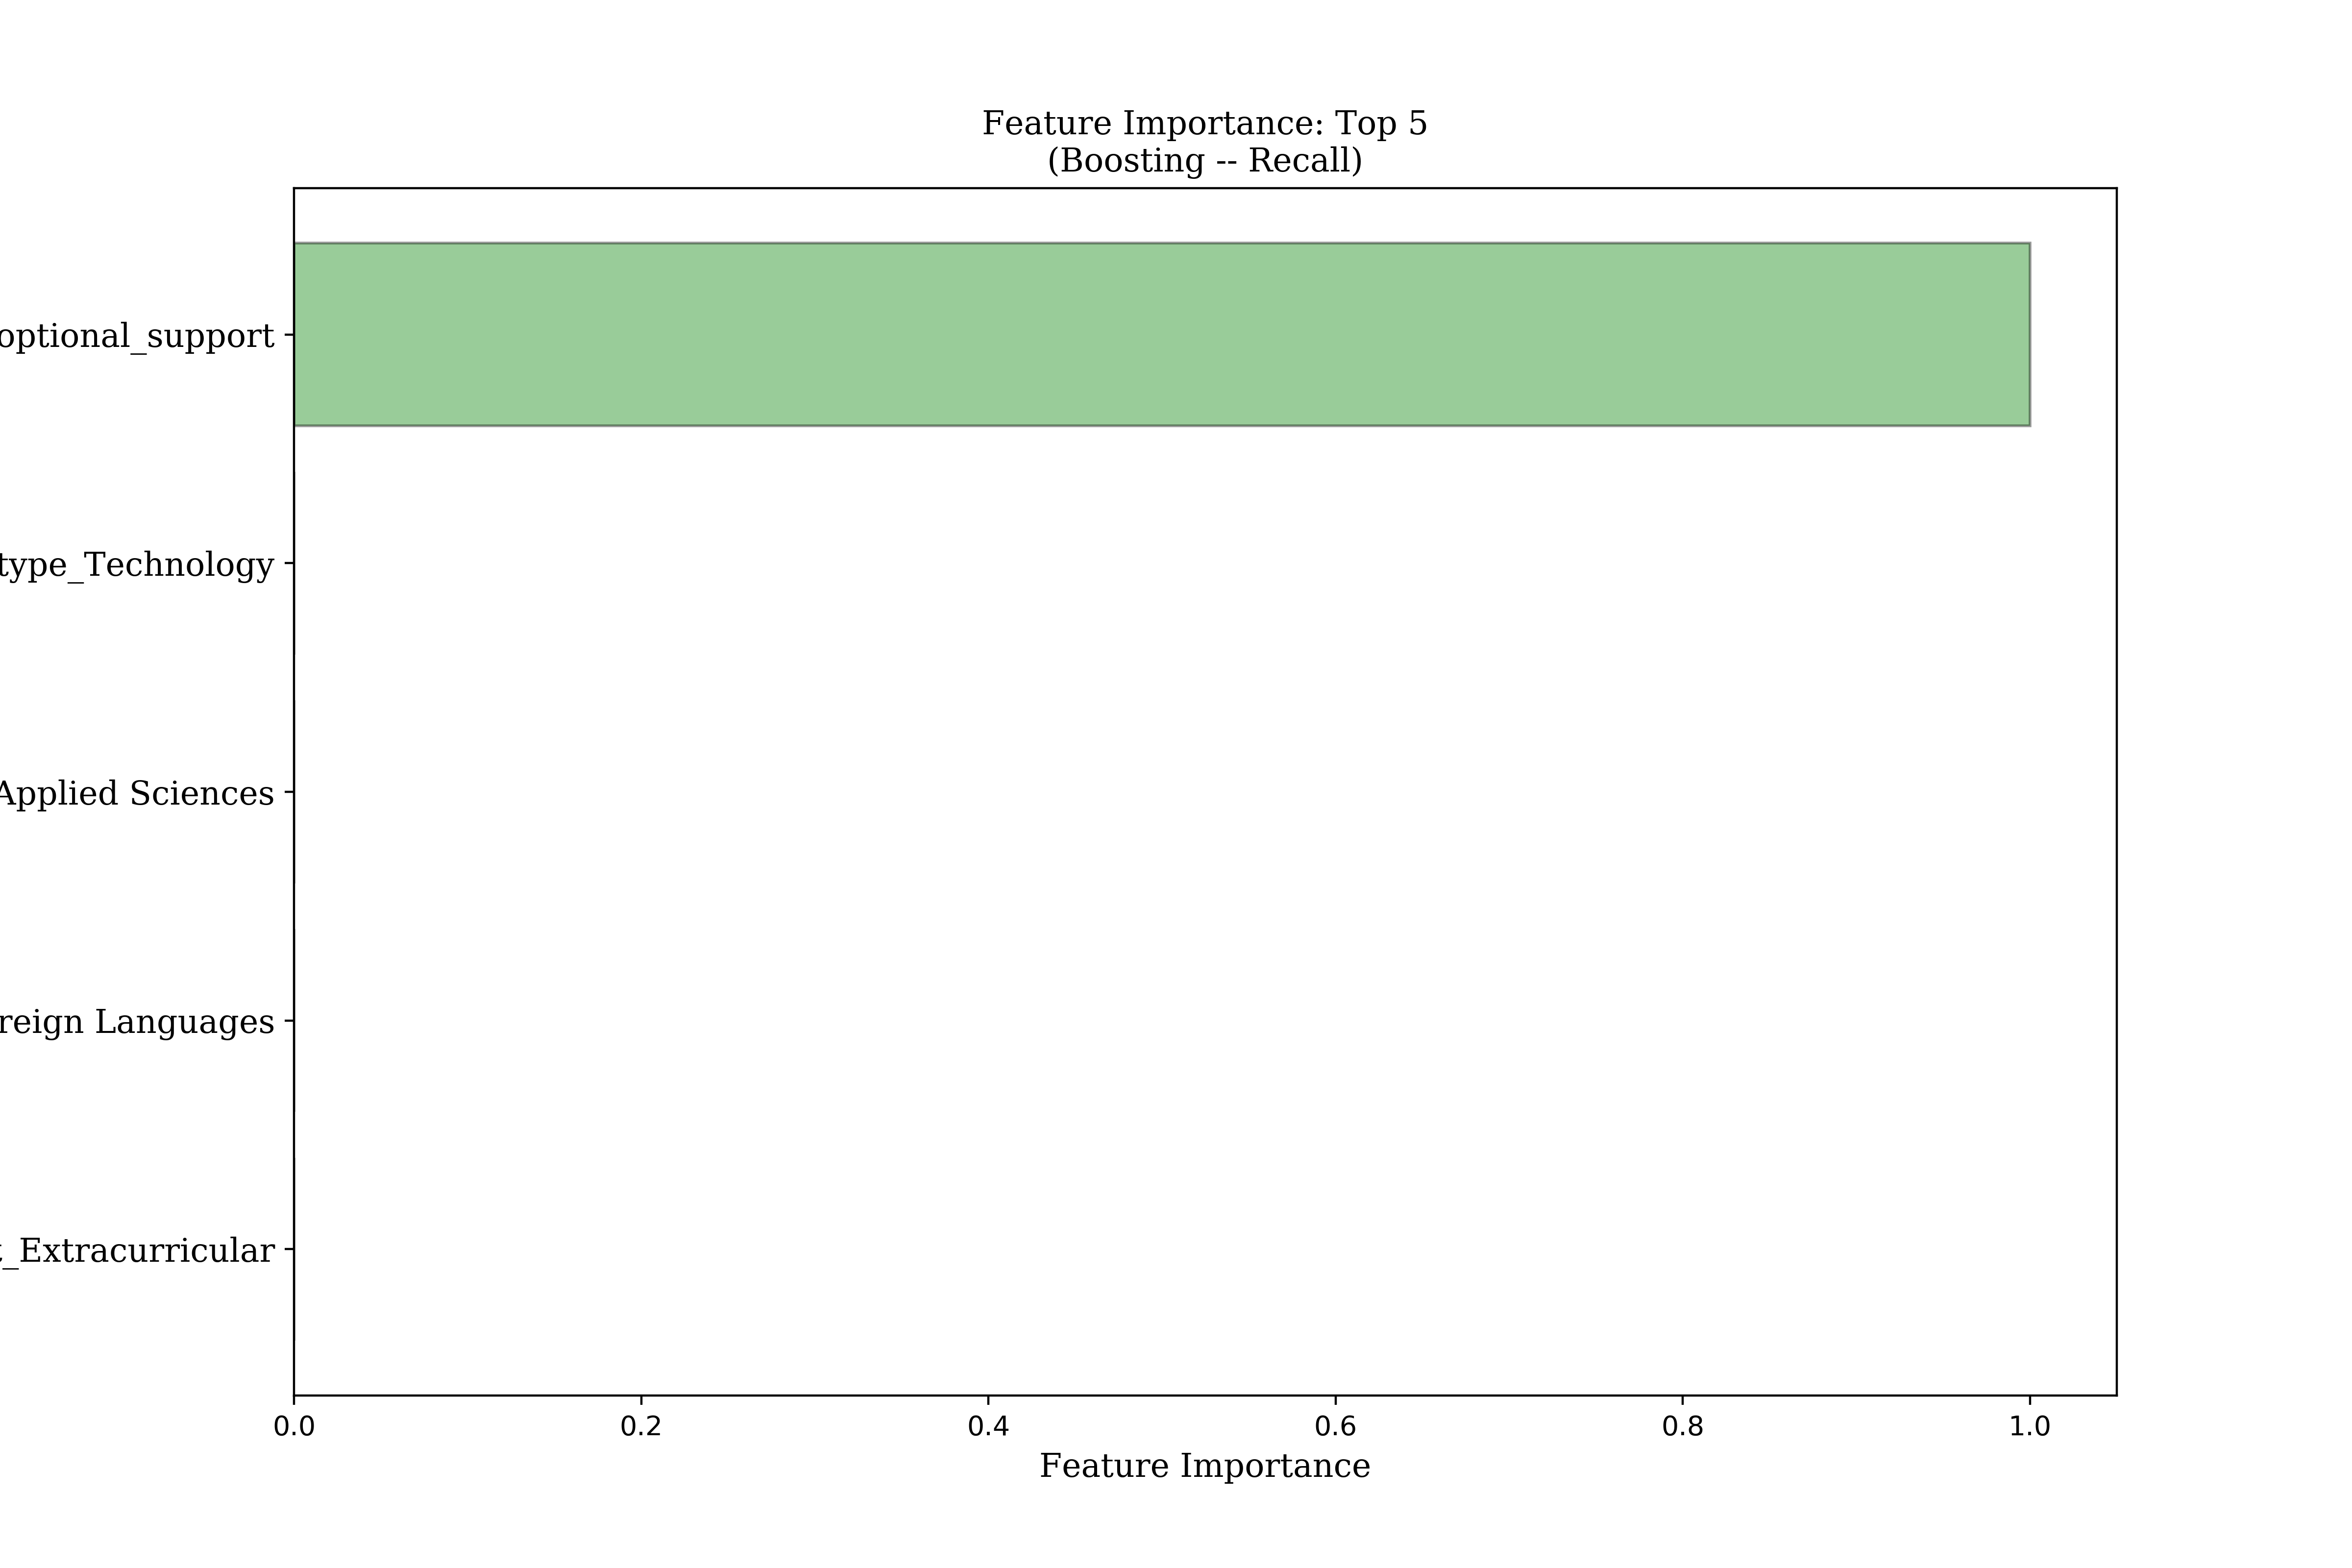 Feature Importance: Top 5
(Boosting -- Recall)
optional_support
type_Technology
Applied Sciences
reign Languages
t_Extracurricular
0.0 0.2 0.4 0.6 0.8 1.0
Feature Importance